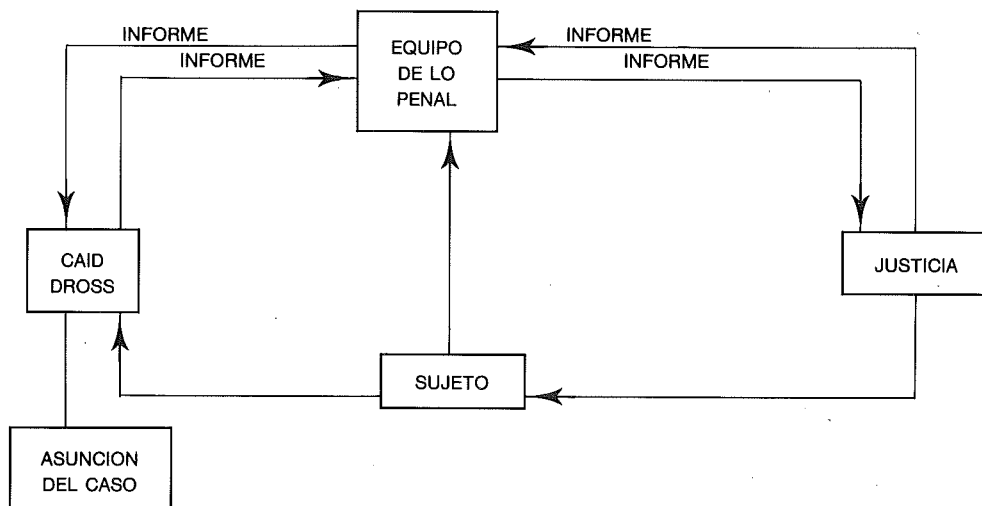 INFORME
INFORME
EQUIPO
DE LO
PENAL
INFORME
INFORME
CAID
DROSS
JUSTICIA
SUJETO
ASUNCION
DEL CASO